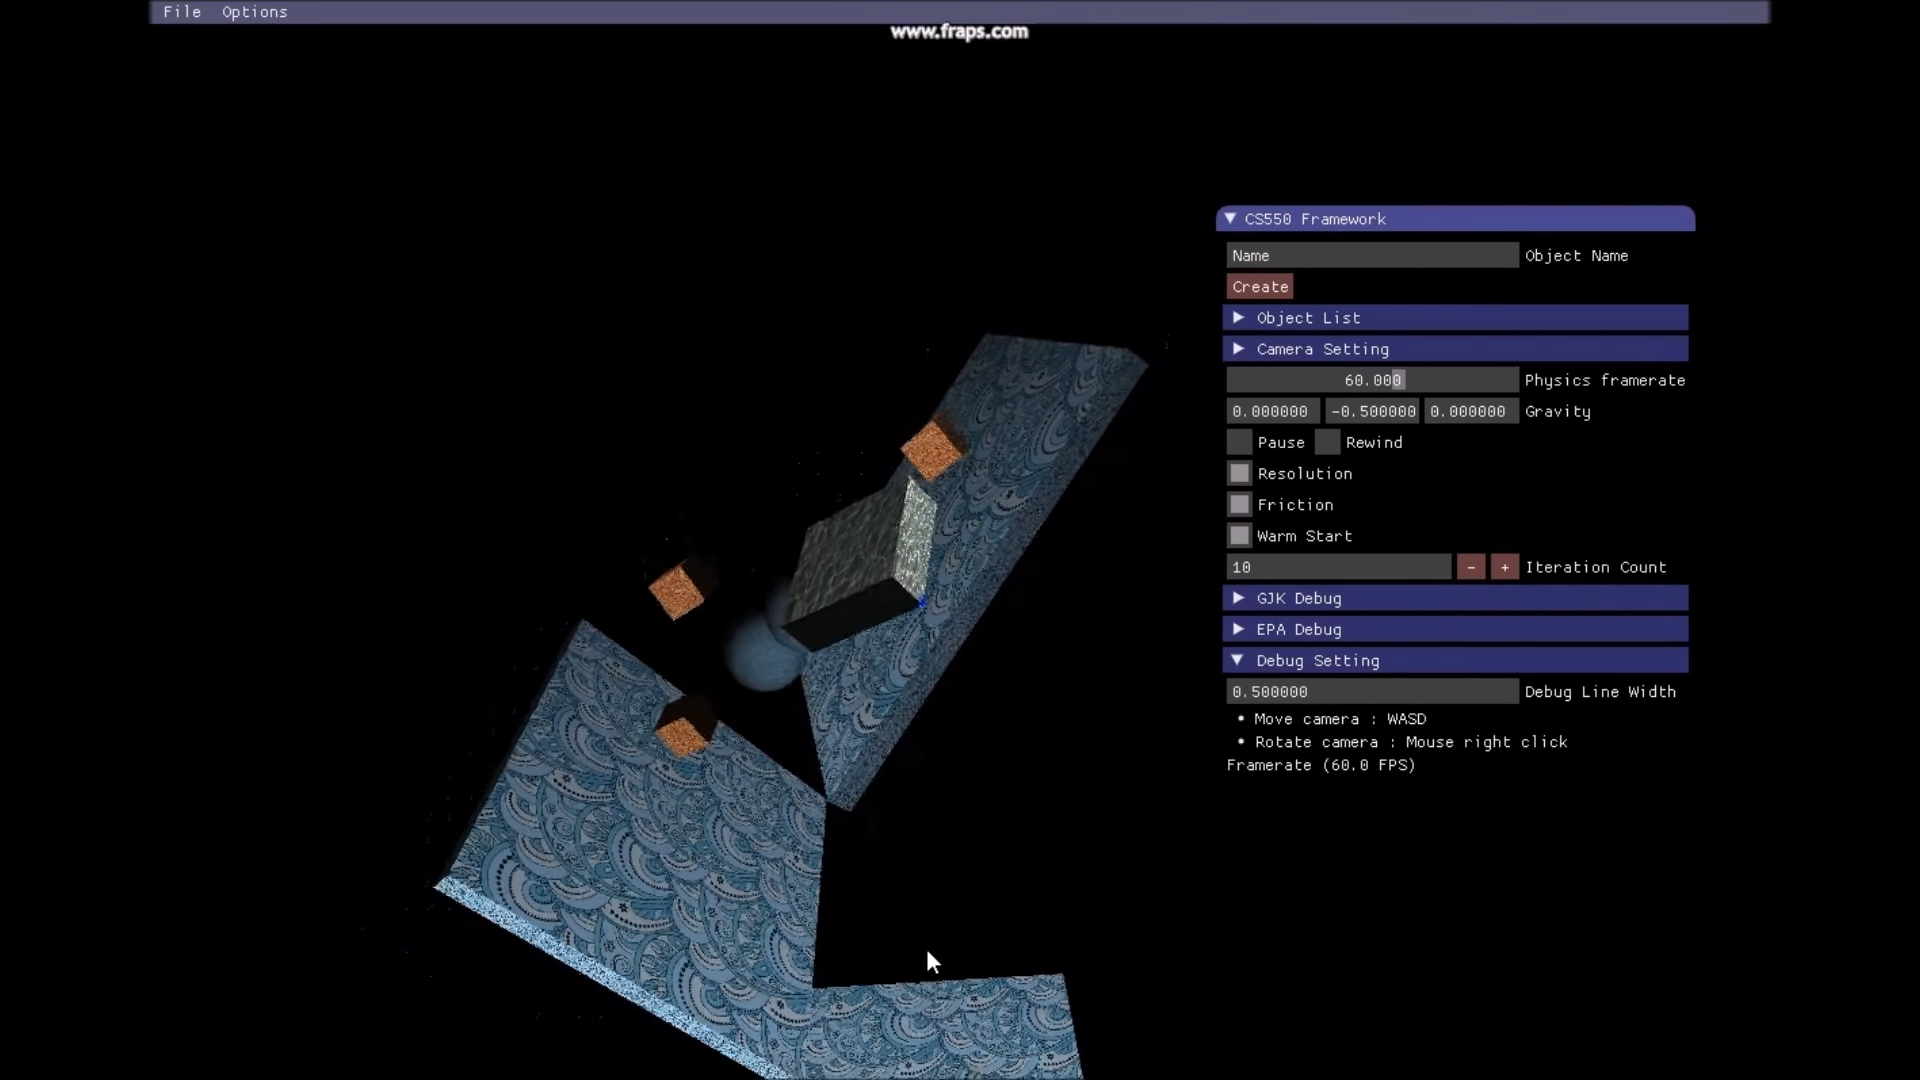 File Options
www.fraps.com
CS550 Framework
Name Object Name
Create
Object List
Camera Setting
60.000 Physics framerate
0.000000 -0.500000 0.000000 Gravity
Pause Rewind
Resolution
Friction
Warm Start
10 - + Iteration Count
GJK Debug
EPA Debug
Debug Setting
0.500000 Debug Line Width
• Move camera : WASD
• Rotate camera : Mouse right click
Framerate (60.0 FPS)